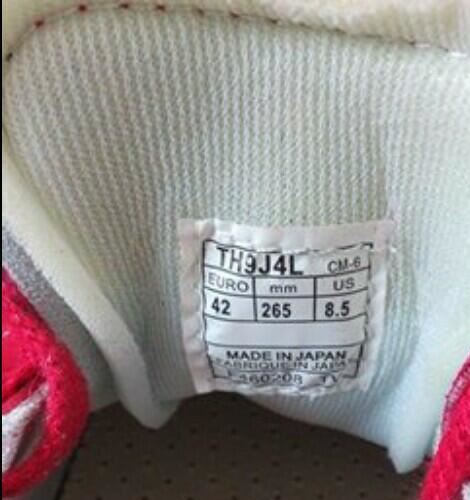 TH9J4L CM-6
EURO mm US
42 265 8.5
MADE IN JAPAN
FABRIQUE IN JAPAN